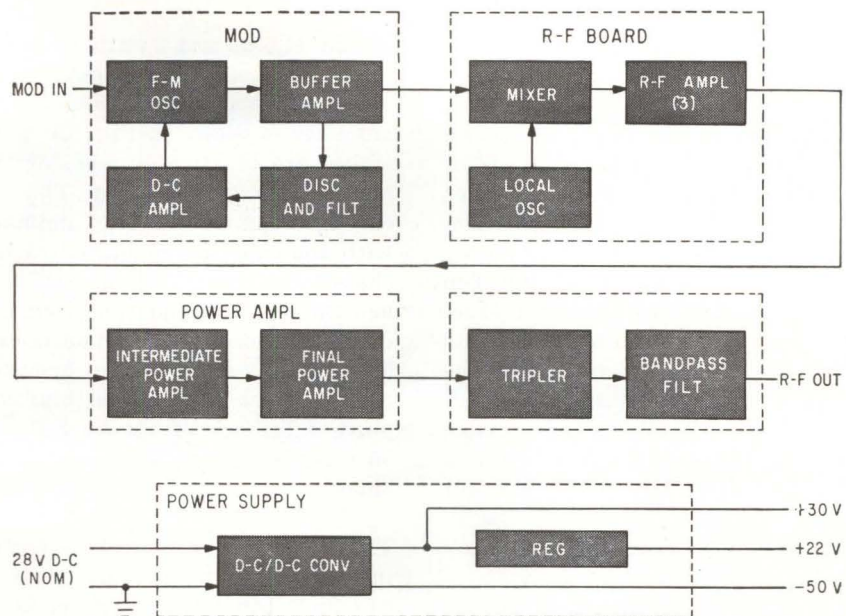 MOD
R-F BOARD
MOD IN
F-M
OSC
BUFFER
AMPL
MIXER
R-F AMPL
(3)
D-C
AMPL
DISC
AND FILT
LOCAL
OSC
POWER AMPL
INTERMEDIATE
POWER
AMPL
FINAL
POWER
AMPL
TRIPLER
BANDPASS
FILT
R-F OUT
POWER SUPPLY
28V D-C
(NOM)
D-C/D-C CONV
REG
+30 V
+22 V
-50 V